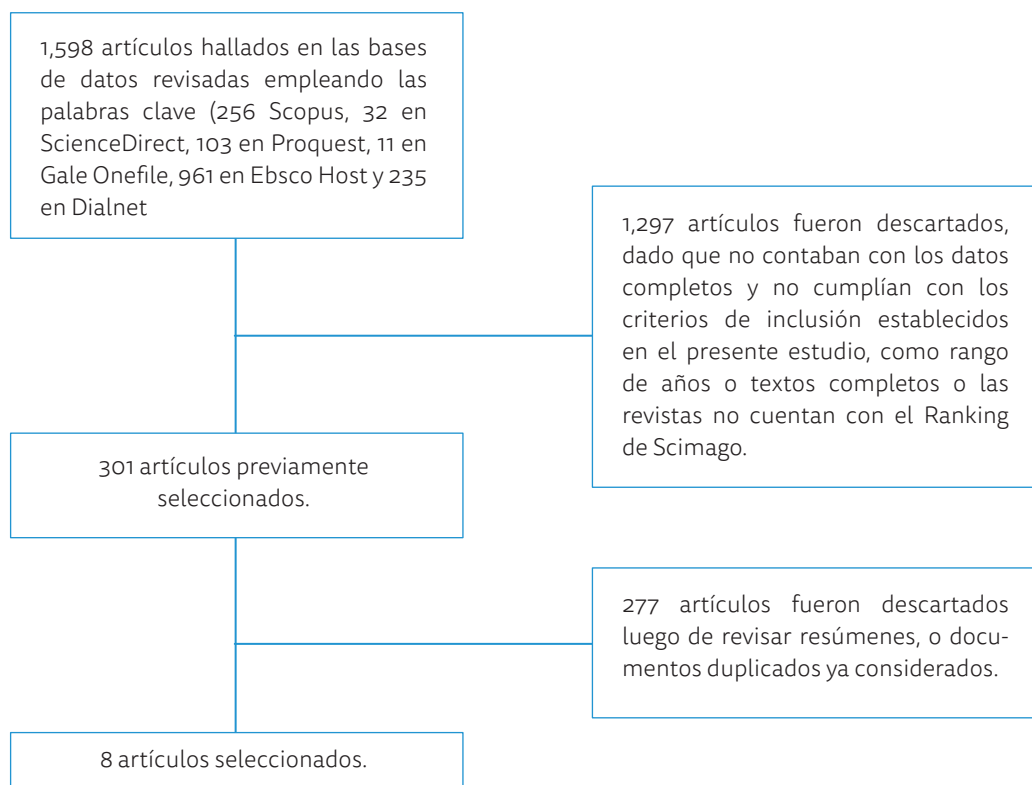 1,598 artículos hallados en las bases
de datos revisadas empleando las
palabras clave (256 Scopus, 32 en
ScienceDirect, 103 en Proquest, 11 en
Gale Onefile, 961 en Ebsco Host y 235
en Dialnet
1,297 artículos fueron descartados,
dado que no contaban con los datos
completos y no cumplían con los
criterios de inclusión establecidos
en el presente estudio, como rango
de años o textos completos o las
revistas no cuentan con el Ranking
de Scimago.
301 artículos previamente
seleccionados.
277 artículos fueron descartados
luego de revisar resúmenes, o docu-
mentos duplicados ya considerados.
8 artículos seleccionados.